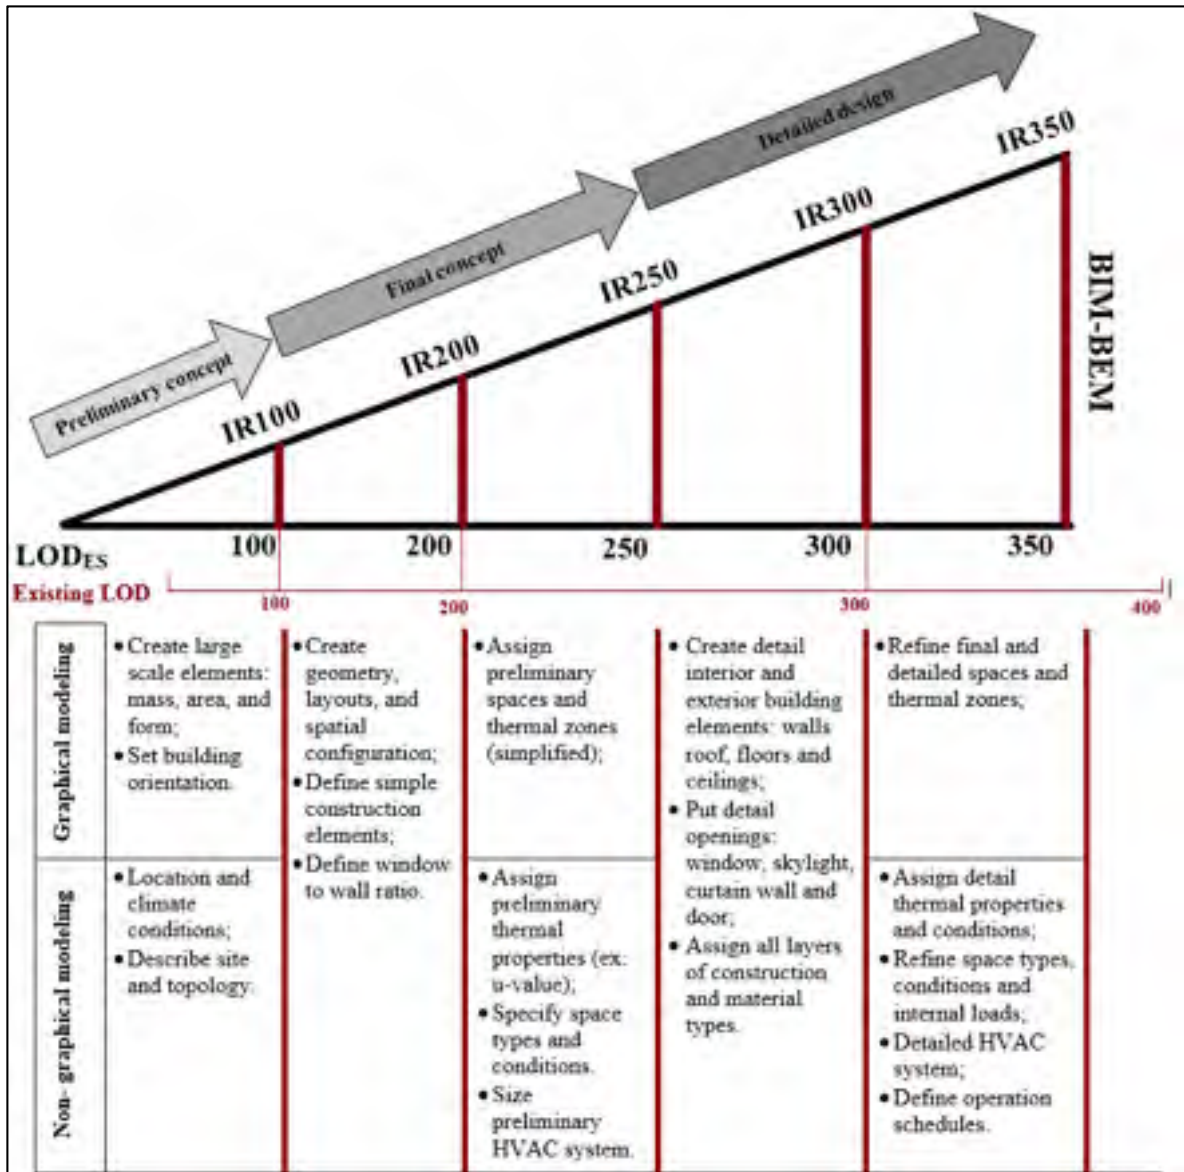 Detailed design
IR350
IR300
Final concept
IR250
BIM-BEM
IR200
Preliminary concept
IR100
LODES
100
200
250
300
350
Existing LOD
100
200
300
400
Graphical modeling
• Create large
scale elements:
mass, area, and
form;
• Set building
orientation.
• Create
geometry,
layouts, and
spatial
configuration;
• Define simple
construction
elements;
• Define window
to wall ratio.
• Assign
preliminary
spaces and
thermal zones
(simplified);
• Create detail
interior and
exterior building
elements: walls
roof, floors and
ceilings;
• Put detail
openings:
window, skylight,
curtain wall and
door;
• Assign all layers
of construction
and material
types.
• Refine final and
detailed spaces and
thermal zones;
Non- graphical modeling
• Location and
climate
conditions;
• Describe site
and topology.
• Assign
preliminary
thermal
properties (ex:
u-value);
• Specify space
types and
conditions.
• Size
preliminary
HVAC system.
• Assign detail
thermal properties
and conditions;
• Refine space types,
conditions and
internal loads;
• Detailed HVAC
system;
• Define operation
schedules.